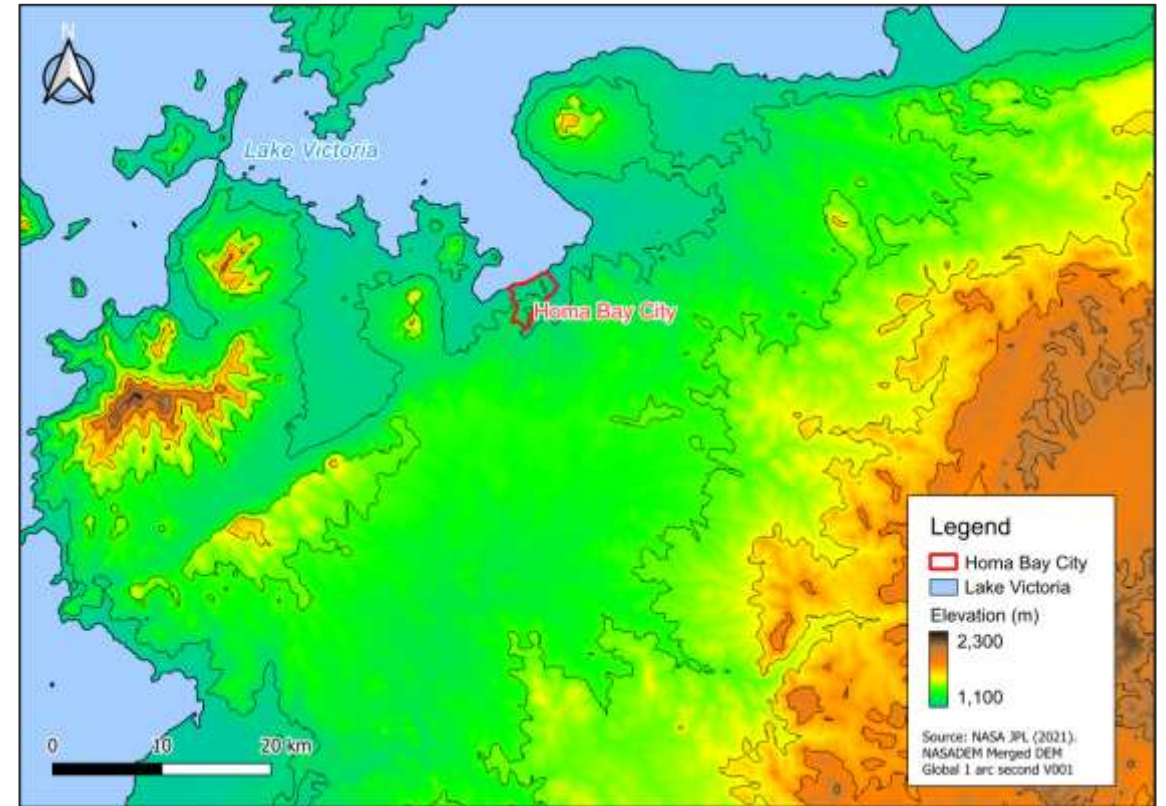 N
Lake Victoria
Homa Bay City
Legend
Homa Bay City
Lake Victoria
Elevation (m)
2,300
1,100
Source: NASA JPL (2021).
NASADEM Merged DEM
Global 1 arc second V001
0 10 20 km